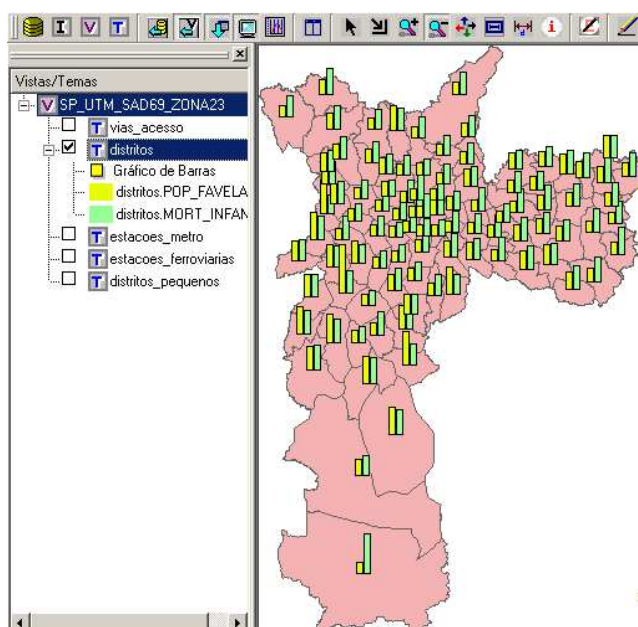 I V T
i
Vistas/Temas
V SP_UTM_SAD69_ZONA23
T vias_acesso
T distritos
Gráfico de Barras
distritos.POP_FAVELA
distritos.MORT_INFAN
T estacoes_metro
T estacoes_ferroviarias
T distritos_pequenos